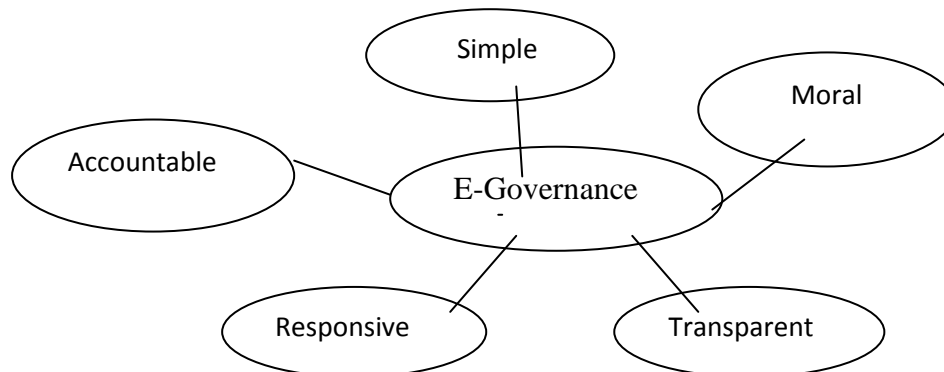 Simple
Moral
Accountable
E-Governance
-
Responsive
Transparent